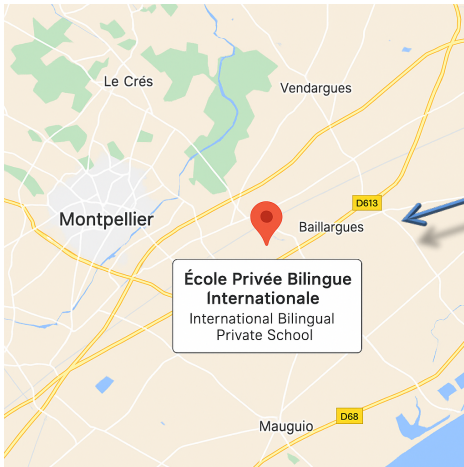 Le Crés
Vendargues
D613
Montpellier
Baillargues
École Privée Bilingue
Internationale
International Bilingual
Private School
D68
Mauguio